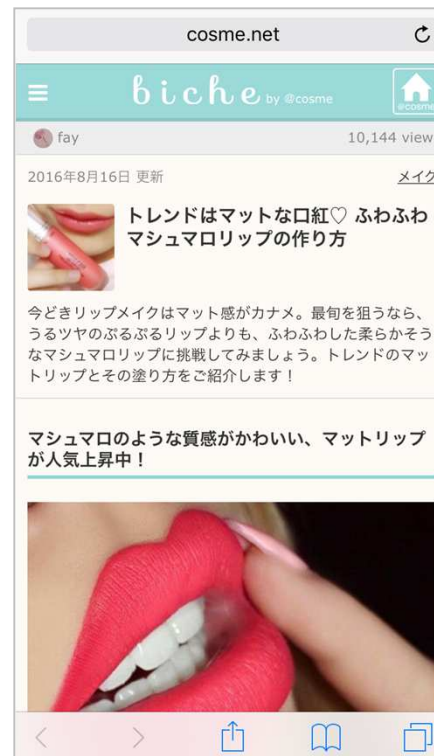 cosme.net
biche by @cosme
@cosme
fay
10,144 view
2016年8月16日 更新
メイク
トレンドはマットな口紅♡ ふわふわ
マシュマロリップの作り方
今どきリップメイクはマット感がカナメ。最旬を狙うなら、
うるツヤのぷるぷるリップよりも、ふわふわした柔らかそう
なマシュマロリップに挑戦してみましょう。トレンドのマッ
トリップとその塗り方をご紹介します！
マシュマロのような質感がかわいい、マットリップ
が人気上昇中！